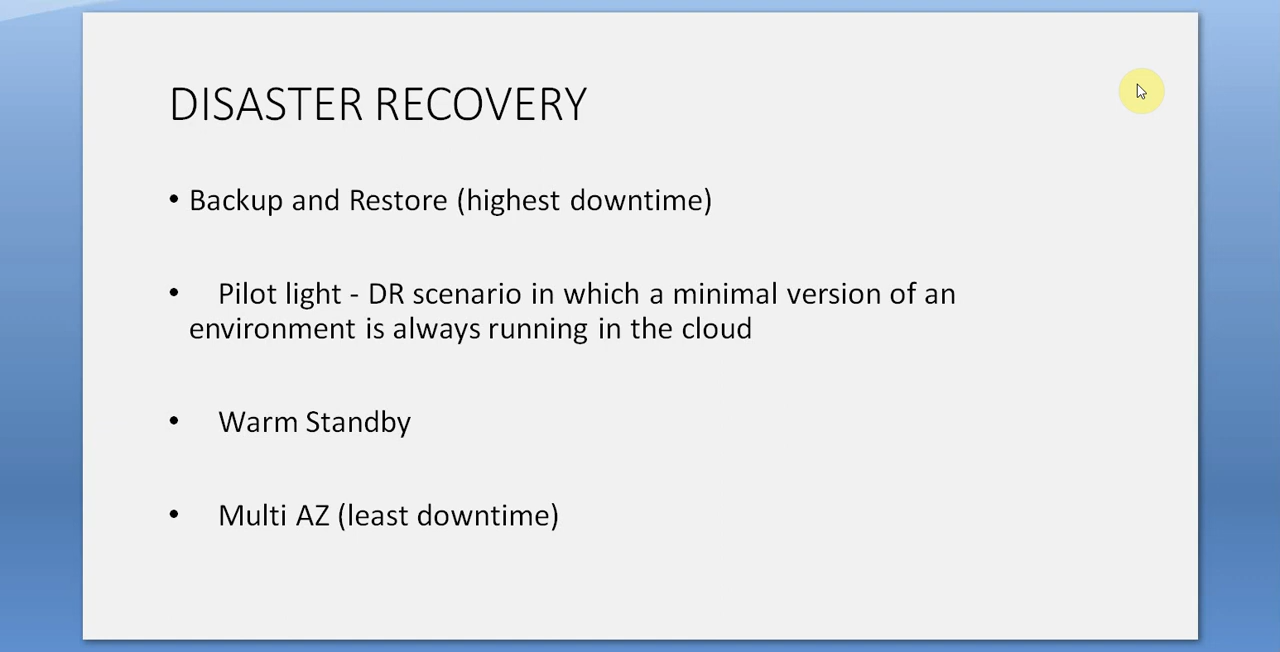 DISASTER RECOVERY
• Backup and Restore (highest downtime)
• Pilot light - DR scenario in which a minimal version of an
environment is always running in the cloud
• Warm Standby
• Multi AZ (least downtime)